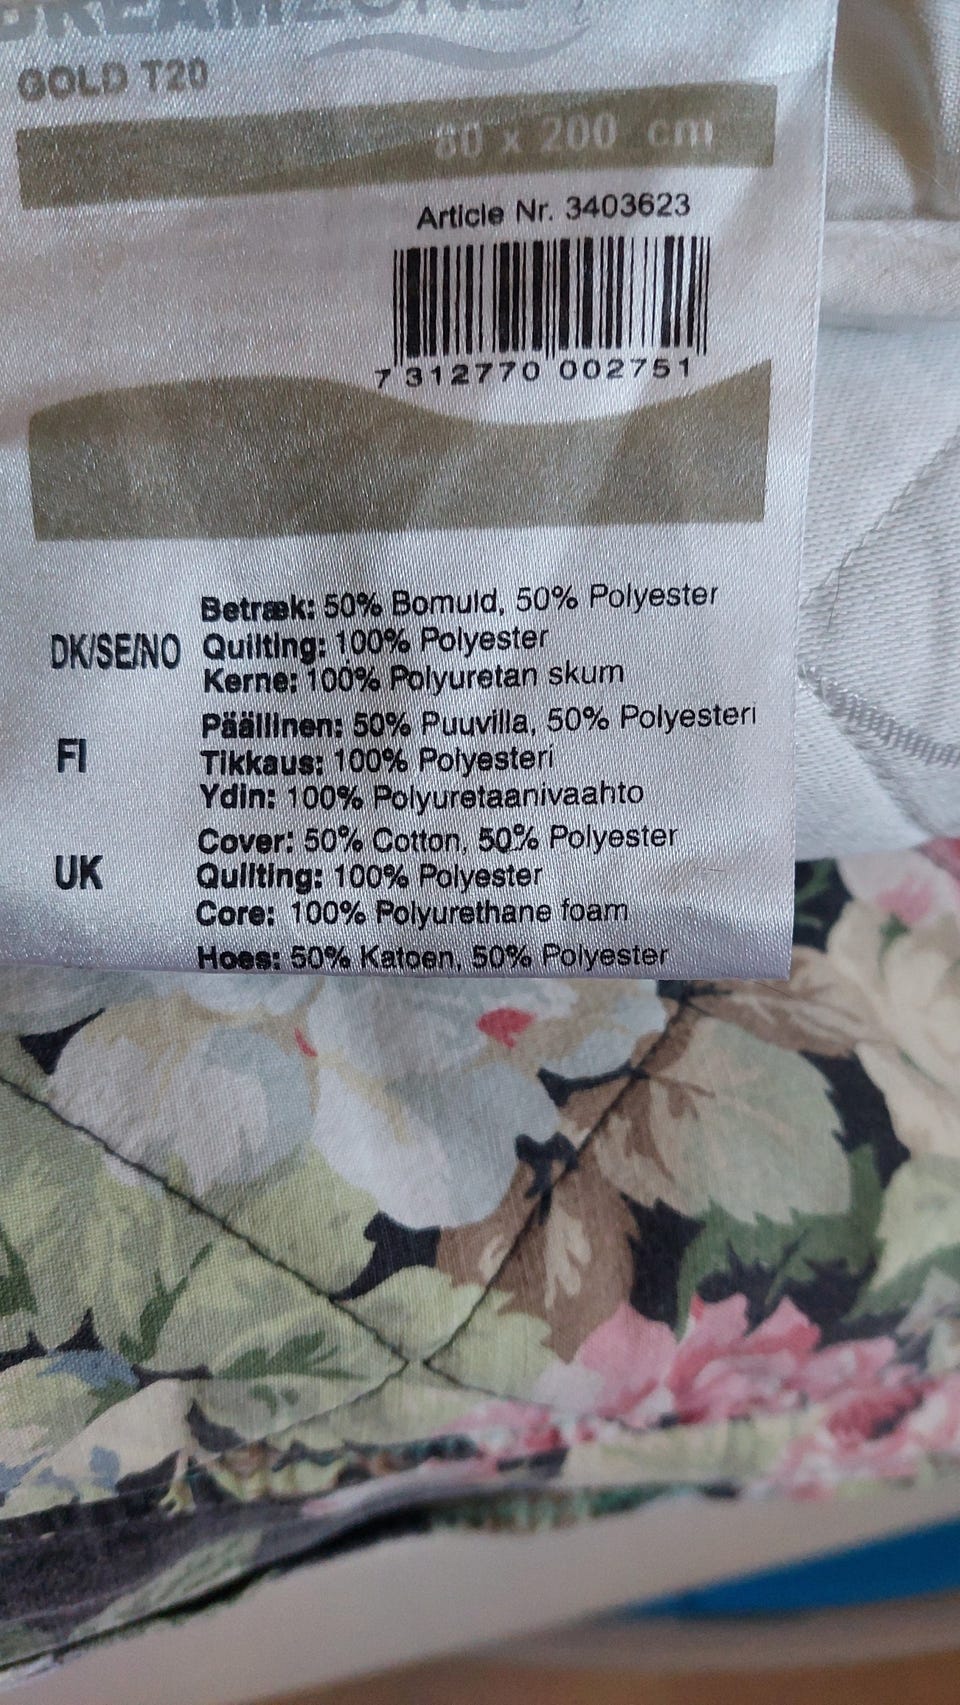 DREAMZONE
GOLD T20
80 x 200 cm
Article Nr. 3403623
7 312770 002751
DK/SE/NO
Betræk: 50% Bomuld, 50% Polyester
Quilting: 100% Polyester
Kerne: 100% Polyuretan skum
FI
Päällinen: 50% Puuvilla, 50% Polyesteri
Tikkaus: 100% Polyesteri
Ydin: 100% Polyuretaanivaahto
UK
Cover: 50% Cotton, 50% Polyester
Quilting: 100% Polyester
Core: 100% Polyurethane foam
Hoes: 50% Katoen, 50% Polyester